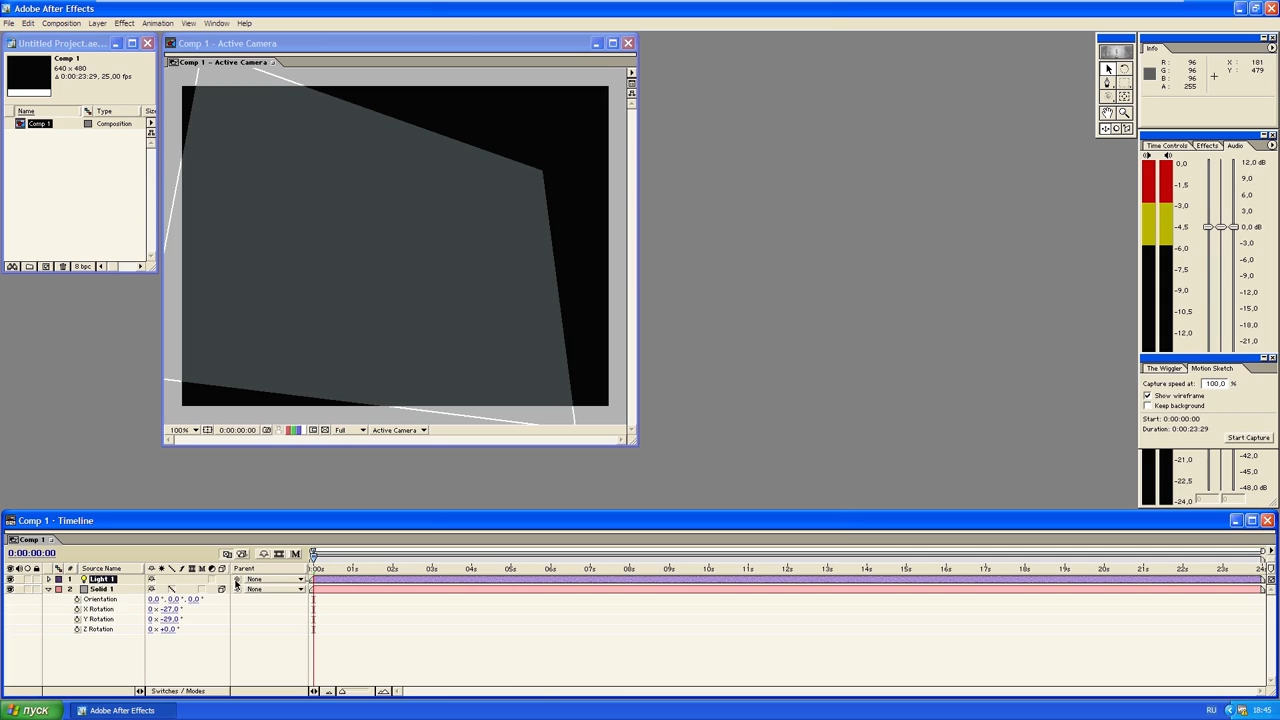 Adobe After Effects
File Edit Composition Layer Effect Animation View Window Help
Untitled Project.ae...
Comp 1
640 x 480
Δ 0:00:23:29, 25,00 fps
Name Type Size
Comp 1 Composition
8 bpc
Comp 1 - Active Camera
Comp 1 - Active Camera
100% 0:00:00:00 Full Active Camera
Info
R : 96 X : 181
G : 96 Y : 479
B : 96
A : 255
Time Controls Effects Audio
0,0 12,0 dB
-1,5 9,0
-3,0 6,0
-4,5 3,0
-6,0 0,0 dB
-7,5 -3,0
-9,0 -6,0
-10,5 -9,0
-12,0 -12,0
-15,0
-18,0
-21,0
The Wiggler Motion Sketch
Capture speed at: 100,0 %
Show wireframe
Keep background
Start: 0:00:00:00
Duration: 0:00:23:29
Start Capture
-21,0 -42,0
-22,5 -45,0
-24,0 0 0 -48,0 dB
Comp 1 - Timeline
Comp 1
0:00:00:00
# Source Name Parent 0:00s 01s 02s 03s 04s 05s 06s 07s 08s 09s 10s 11s 12s 13s 14s 15s 16s 17s 18s 19s 20s 21s 22s 23s 24s
1 Light 1 None
2 Solid 1 None
Orientation 0,0 °, 0,0 °, 0,0 °
X Rotation 0 x -27,0 °
Y Rotation 0 x -29,0 °
Z Rotation 0 x +0,0 °
Switches / Modes
пуск Adobe After Effects RU 18:45